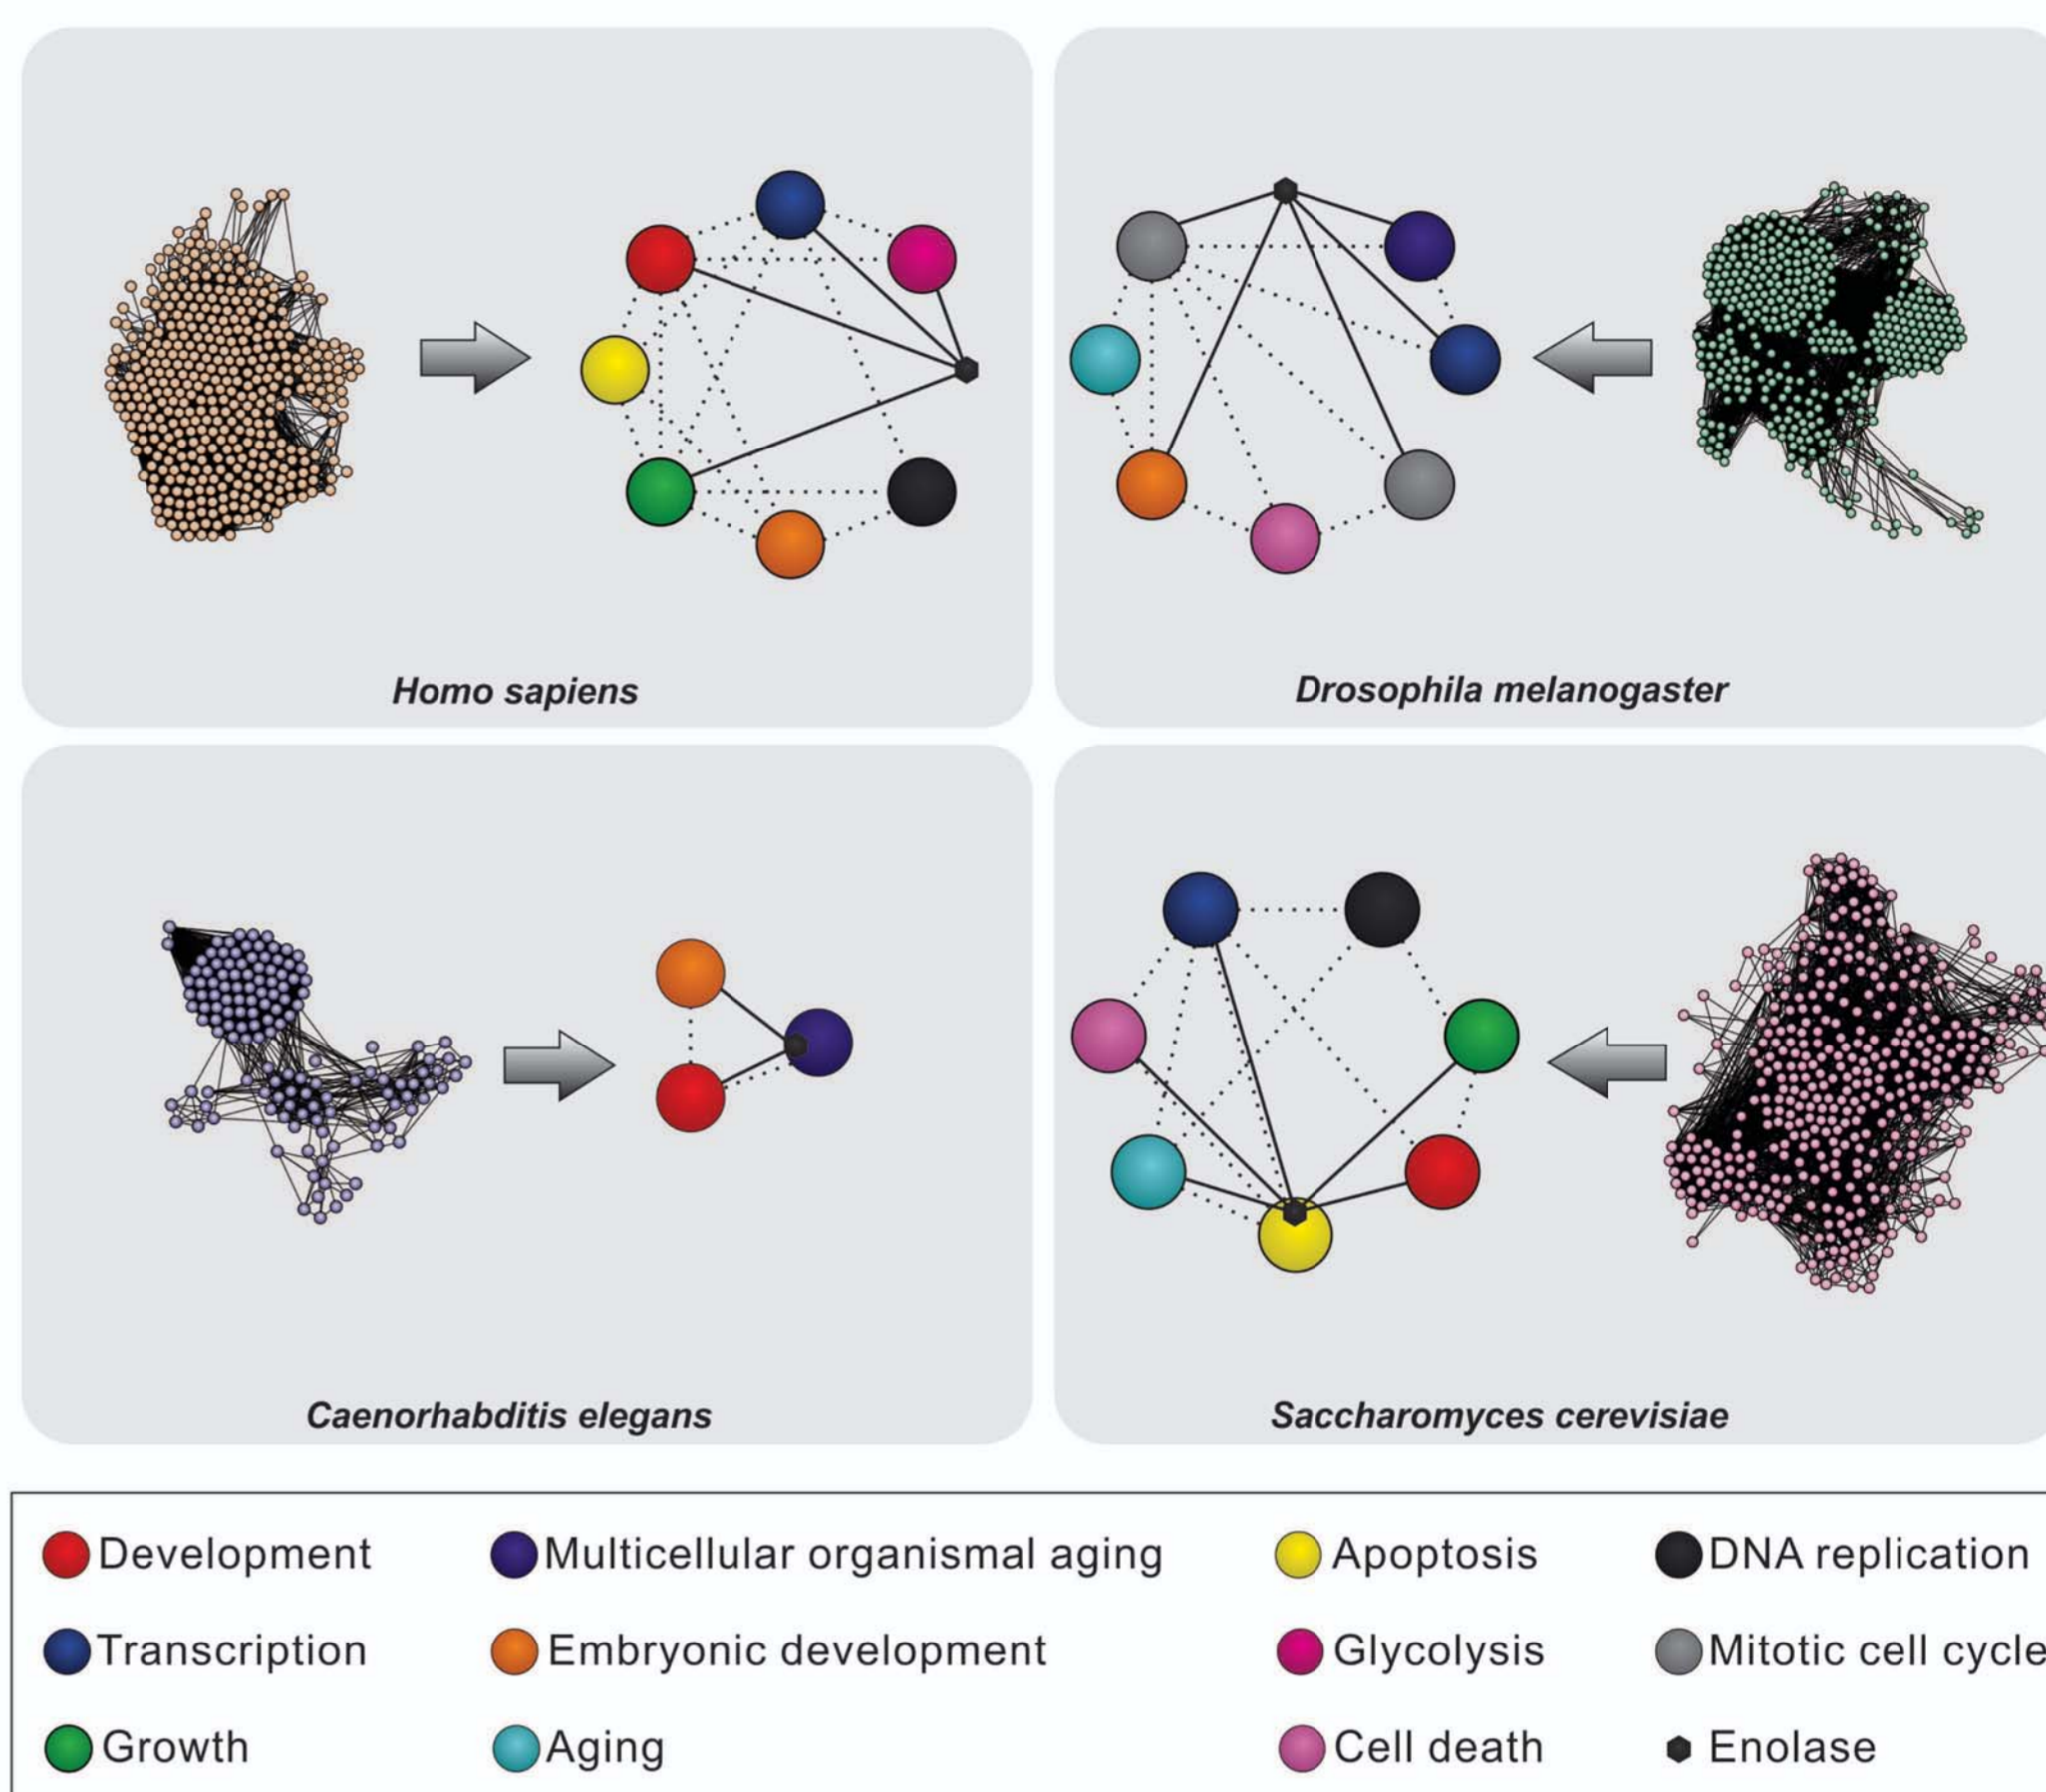 Homo sapiens
Drosophila melanogaster
Caenorhabditis elegans
Saccharomyces cerevisiae
Development
Multicellular organismal aging
Apoptosis
DNA replication
Transcription
Embryonic development
Glycolysis
Mitotic cell cycle
Growth
Aging
Cell death
Enolase